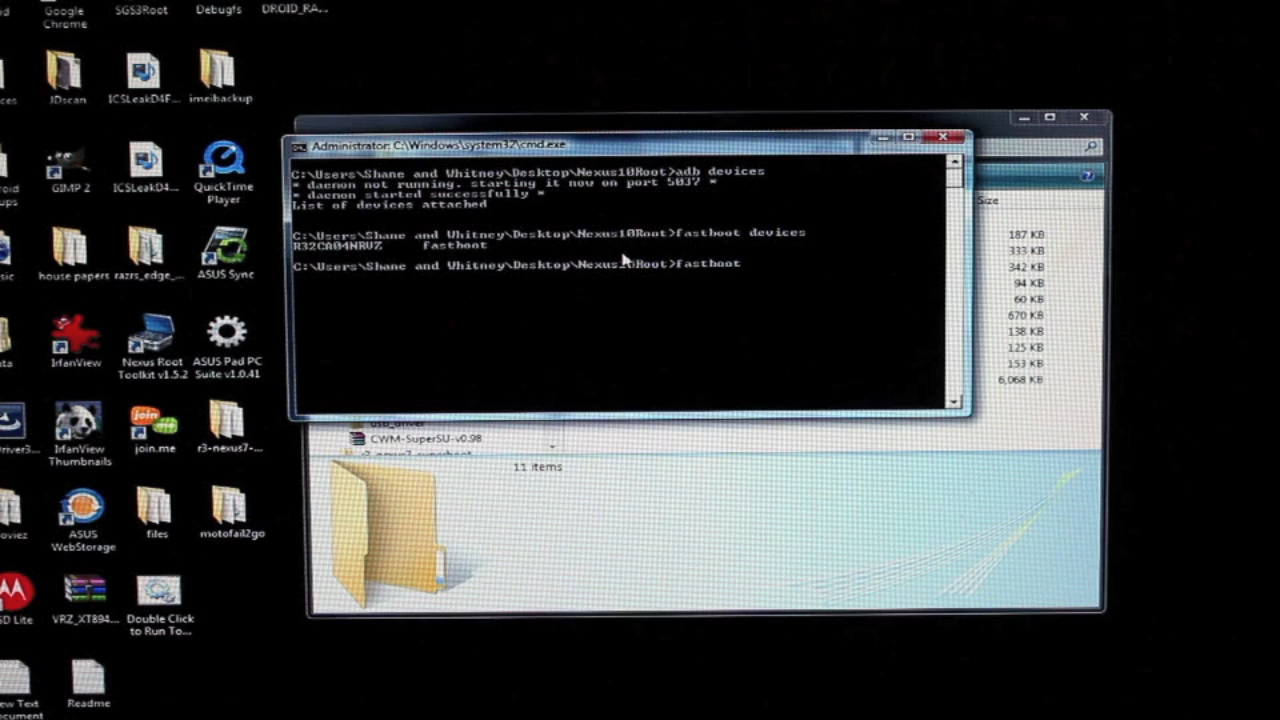 Google
Chrome
SGS3Root
Debugfs
DROID_RA...
JDscan
ICSLeakD4F...
imeibackup
GIMP 2
ICSLeakD4...
QuickTime
Player
house papers
razrs_edge_...
ASUS Sync
IrfanView
Nexus Root
Toolkit v1.5.2
ASUS Pad PC
Suite v1.0.41
IrfanView
Thumbnails
join
me
join.me
r3-nexus7-...
ASUS
WebStorage
files
motofail2go
SD Lite
VRZ_XT894...
Double Click
to Run To...
Readme
Administrator: C:\Windows\system32\cmd.exe
C:\Users\Shane and Whitney\Desktop\Nexus10Root>adb devices
* daemon not running. starting it now on port 5037 *
* daemon started successfully *
List of devices attached
C:\Users\Shane and Whitney\Desktop\Nexus10Root>fastboot devices
R32CA04NRVZ fastboot
C:\Users\Shane and Whitney\Desktop\Nexus10Root>fastboot
Size
187 KB
333 KB
342 KB
94 KB
60 KB
670 KB
138 KB
125 KB
153 KB
6,068 KB
usb_driver
CWM-SuperSU-v0.98
11 items